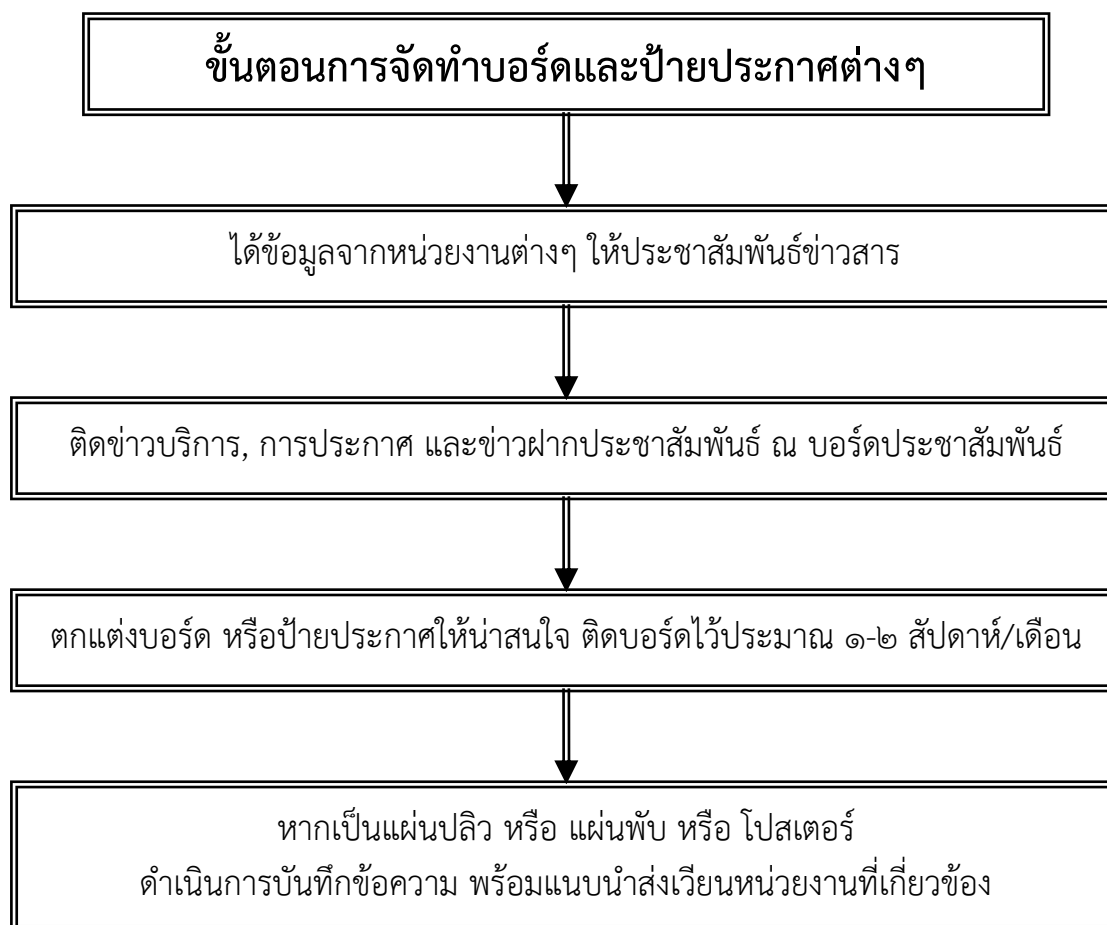 ขั้นตอนการจัดทำบอร์ดและป้ายประกาศต่างๆ
ได้ข้อมูลจากหน่วยงานต่างๆ ให้ประชาสัมพันธ์ข่าวสาร
ติดข่าวบริการ, การประกาศ และข่าวฝากประชาสัมพันธ์ ณ บอร์ดประชาสัมพันธ์
ตกแต่งบอร์ด หรือป้ายประกาศให้น่าสนใจ ติดบอร์ดไว้ประมาณ ๑-๒ สัปดาห์/เดือน
หากเป็นแผ่นปลิว หรือ แผ่นพับ หรือ โปสเตอร์
ดำเนินการบันทึกข้อความ พร้อมแนบนำส่งเวียนหน่วยงานที่เกี่ยวข้อง